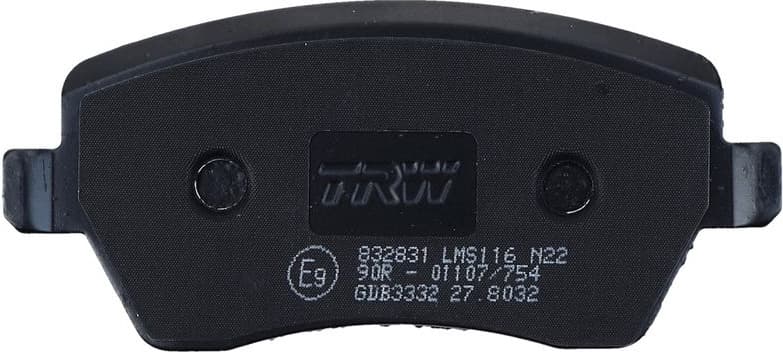 TRW
832831 LMS116 N22
E9 90R - 01107/754
GDB3332 27.8032